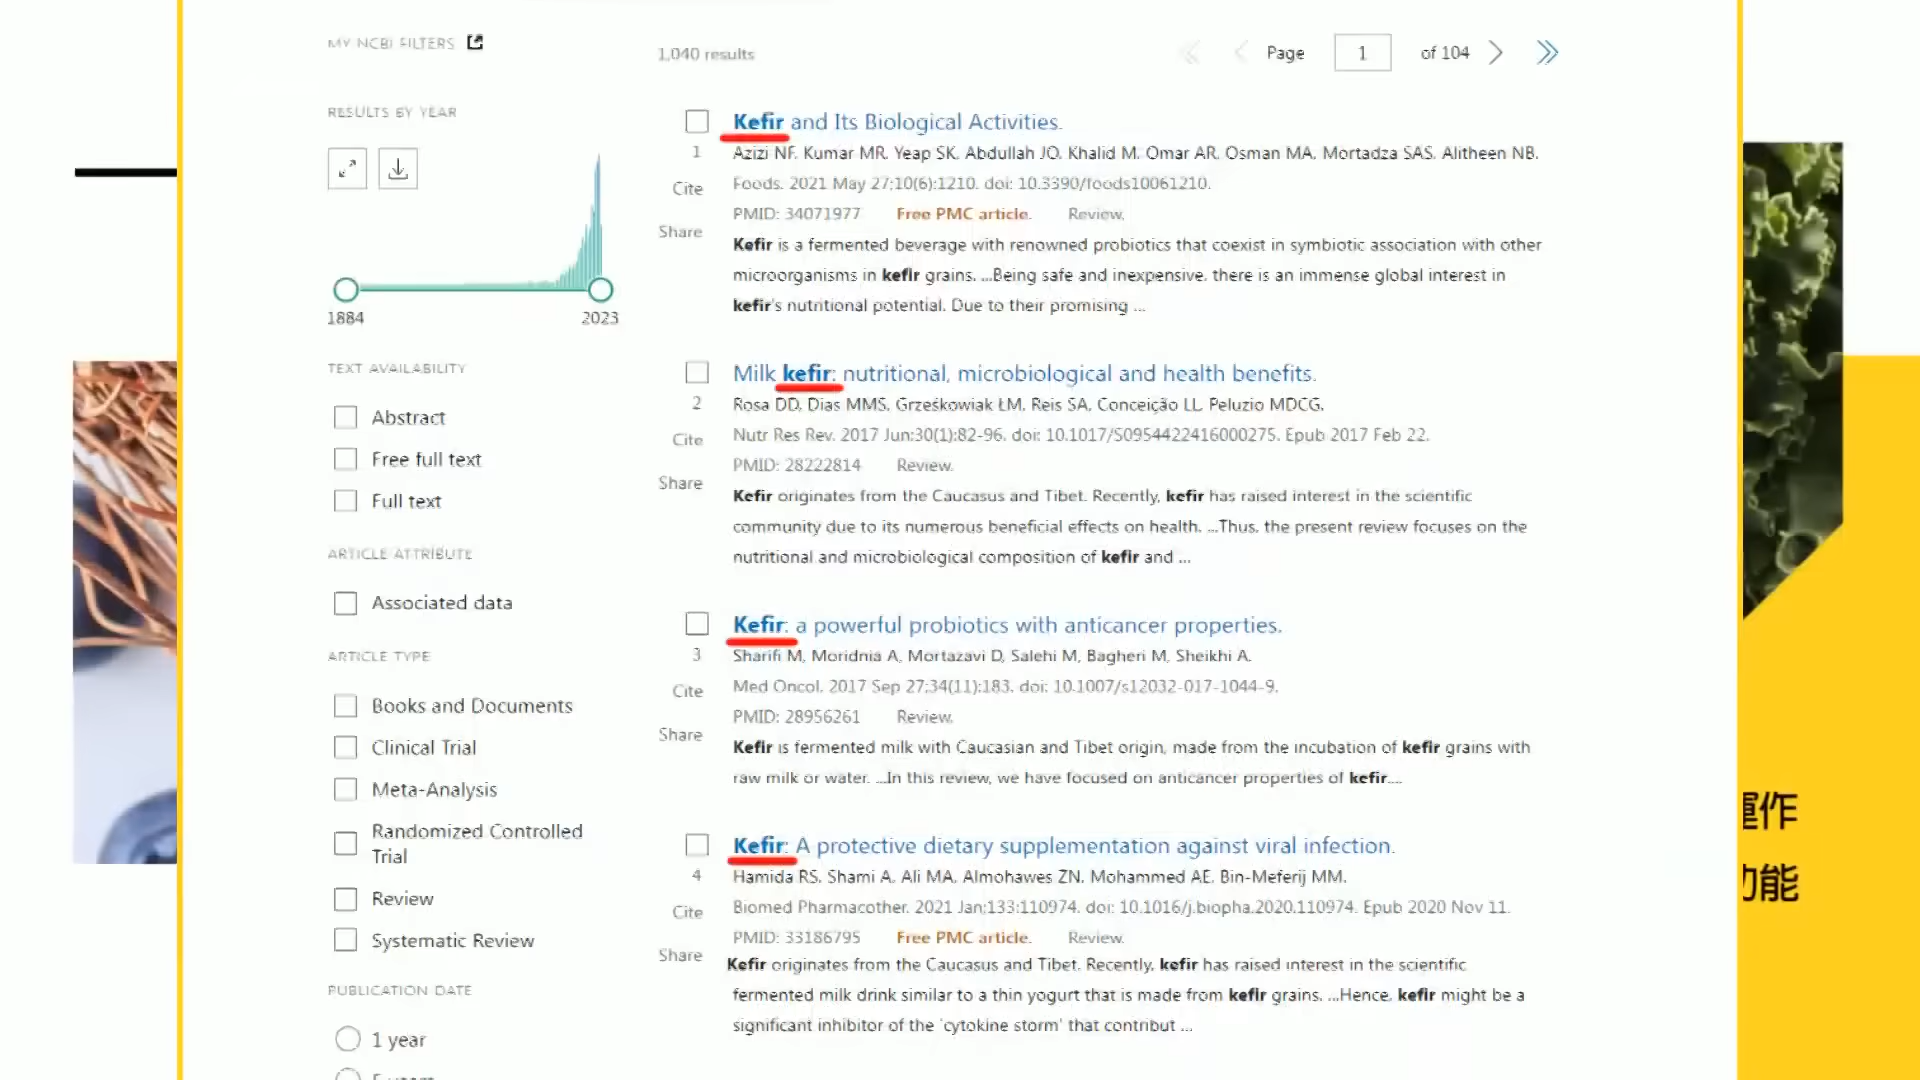 MY NCBI FILTERS
1,040 results
Page 1 of 104
RESULTS BY YEAR
1884
2023
TEXT AVAILABILITY
Abstract
Free full text
Full text
ARTICLE ATTRIBUTE
Associated data
ARTICLE TYPE
Books and Documents
Clinical Trial
Meta-Analysis
Randomized Controlled
Trial
Review
Systematic Review
PUBLICATION DATE
1 year
Kefir and Its Biological Activities.
1
Azizi NF, Kumar MR, Yeap SK, Abdullah JO, Khalid M, Omar AR, Osman MA, Mortadza SAS, Alitheen NB.
Cite
Foods. 2021 May 27;10(6):1210. doi: 10.3390/foods10061210.
PMID: 34071977 Free PMC article. Review.
Share
Kefir is a fermented beverage with renowned probiotics that coexist in symbiotic association with other
microorganisms in kefir grains. ...Being safe and inexpensive, there is an immense global interest in
kefir's nutritional potential. Due to their promising ...
Milk kefir: nutritional, microbiological and health benefits.
2
Rosa DD, Dias MMS, Grześkowiak ŁM, Reis SA, Conceição LL, Peluzio MDCG.
Cite
Nutr Res Rev. 2017 Jun;30(1):82-96. doi: 10.1017/S0954422416000275. Epub 2017 Feb 22.
PMID: 28222814 Review.
Share
Kefir originates from the Caucasus and Tibet. Recently, kefir has raised interest in the scientific
community due to its numerous beneficial effects on health. ...Thus, the present review focuses on the
nutritional and microbiological composition of kefir and ...
Kefir: a powerful probiotics with anticancer properties.
3
Sharifi M, Moridnia A, Mortazavi D, Salehi M, Bagheri M, Sheikhi A.
Cite
Med Oncol. 2017 Sep 27;34(11):183. doi: 10.1007/s12032-017-1044-9.
PMID: 28956261 Review.
Share
Kefir is fermented milk with Caucasian and Tibet origin, made from the incubation of kefir grains with
raw milk or water. ...In this review, we have focused on anticancer properties of kefir....
Kefir: A protective dietary supplementation against viral infection.
4
Hamida RS, Shami A, Ali MA, Almohawes ZN, Mohammed AE, Bin-Meferij MM.
Cite
Biomed Pharmacother. 2021 Jan;133:110974. doi: 10.1016/j.biopha.2020.110974. Epub 2020 Nov 11.
PMID: 33186795 Free PMC article. Review.
Share
Kefir originates from the Caucasus and Tibet. Recently, kefir has raised interest in the scientific
fermented milk drink similar to a thin yogurt that is made from kefir grains. ...Hence, kefir might be a
significant inhibitor of the 'cytokine storm' that contribut ...
運作
功能